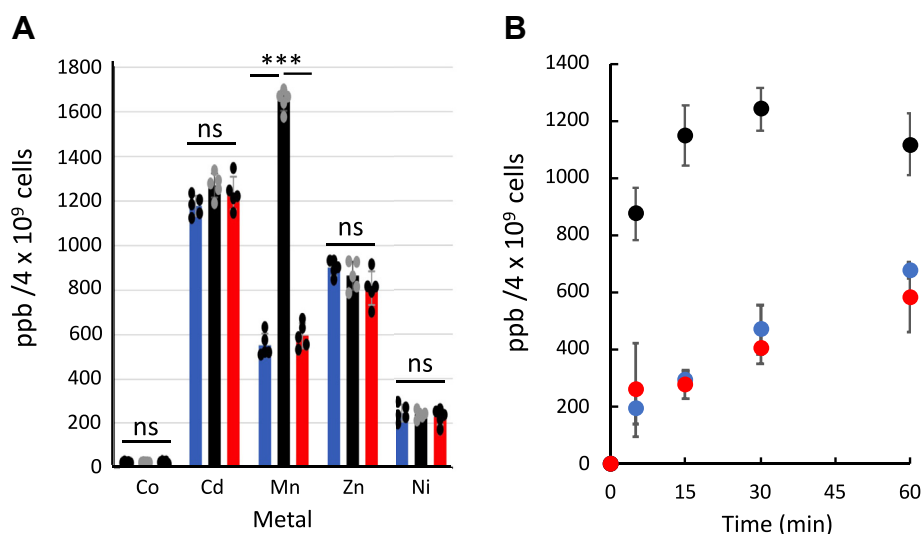 A
ppb /4 x 10⁹ cells
1800
1600
1400
1200
1000
800
600
400
200
0
ns
ns
***
ns
ns
Co Cd Mn Zn Ni
Metal
B
ppb /4 x 10⁹ cells
1400
1200
1000
800
600
400
200
0
0 15 30 45 60
Time (min)